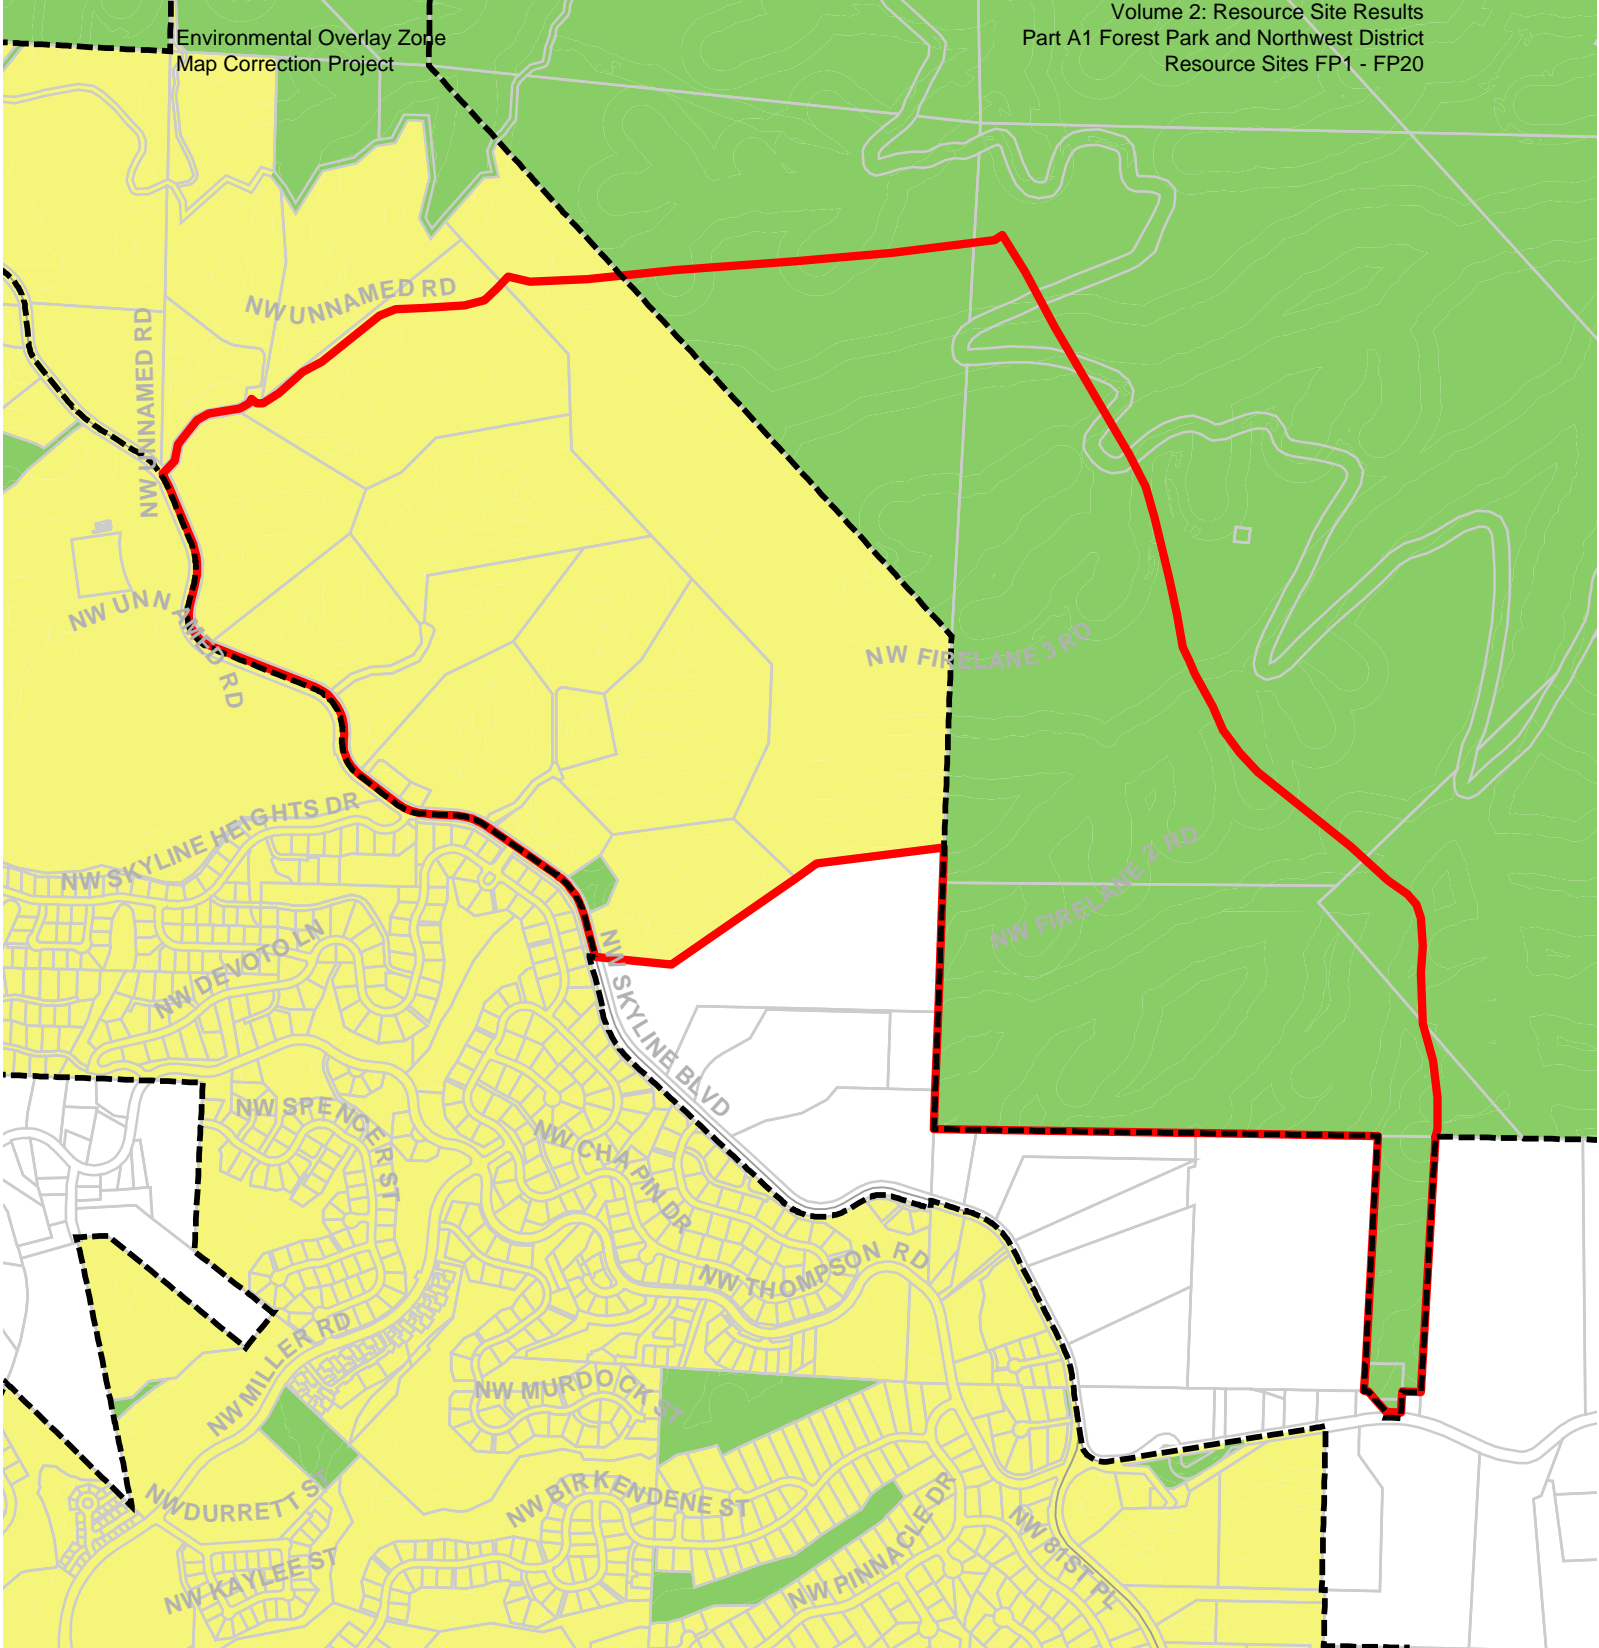 Environmental Overlay Zone
Map Correction Project
Volume 2: Resource Site Results
Part A1 Forest Park and Northwest District
Resource Sites FP1 - FP20
NW UNNAMED RD
NW UNNAMED RD
NW UNNAMED RD
NW FIRELANE 3 RD
NW SKYLINE HEIGHTS DR
NW FIRELANE 2 RD
NW DEVOTO LN
NW SKYLINE BLVD
NW SPENCER ST
NW CHAPIN DR
NW THOMPSON RD
NW MILLER RD
NW MURDOCK ST
NW DURRETT ST
NW BIRKENDENE ST
NW PINNACLE DR
NW 81ST PL
NW KAYLEE ST